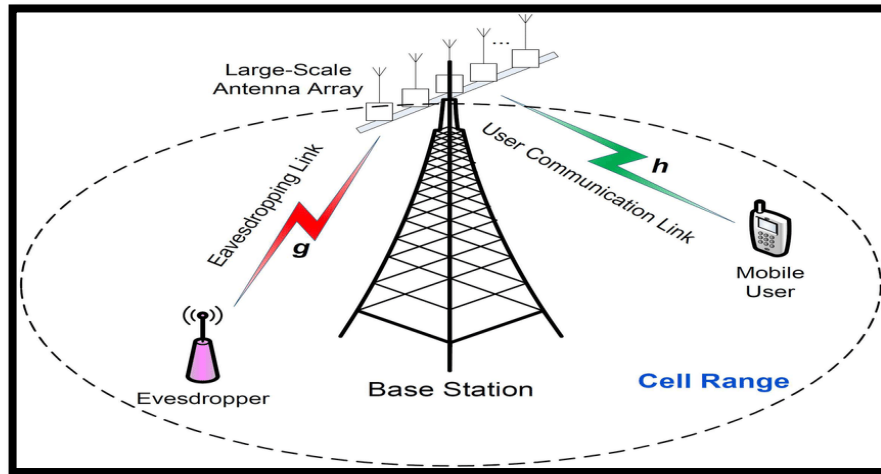 ...
Large-Scale
Antenna Array
Eavesdropping Link
g
User Communication Link
h
Mobile
User
Evesdropper
Base Station
Cell Range